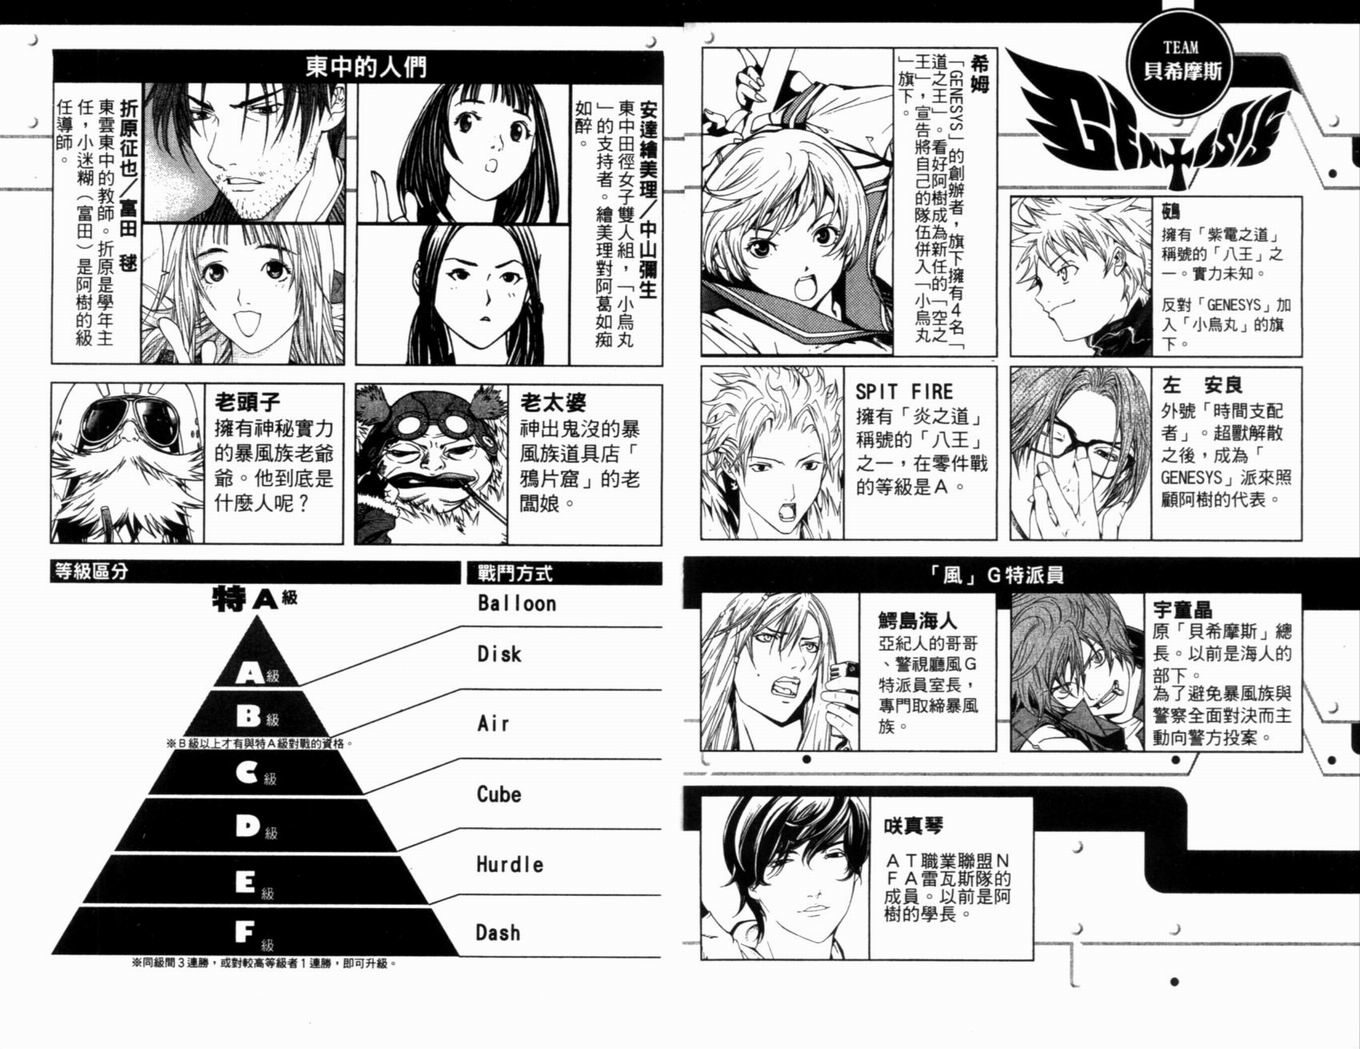 東中的人們
安達繪美理／中山彌生
東中田徑女子雙人組，「小烏丸
」的支持者。繪美理對阿葛如痴
如醉。
折原征也／富田　毬
東雲東中的教師。折原是學年主
任，小迷糊（富田）是阿樹的級
任導師。
老頭子
擁有神秘實力
的暴風族老爺
爺。他到底是
什麼人呢？
老太婆
神出鬼沒的暴
風族道具店「
鴉片窟」的老
闆娘。
等級區分
特A級
A級
B級
※B級以上才有與特A級對戰的資格。
C級
D級
E級
F級
※同級間3連勝，或對較高等級者1連勝，即可升級。
戰鬥方式
Balloon
Disk
Air
Cube
Hurdle
Dash
TEAM
貝希摩斯
GENESIS
希姆
「GENESYS」的創辦者，旗下擁有4名「
道之王」。看好阿樹成為新任的「空之
王」，宣告將自己的隊伍併入「小烏丸
」旗下。
夜鳥
擁有「紫電之道」
稱號的「八王」之
一。實力未知。
反對「GENESYS」加
入「小烏丸」的旗
下。
SPIT FIRE
擁有「炎之道」
稱號的「八王」
之一，在零件戰
的等級是A。
左　安良
外號「時間支配
者」。超獸解散
之後，成為「
GENESYS」派來照
顧阿樹的代表。
「風」G特派員
鰐島海人
亞紀人的哥哥
、警視廳風G
特派員室長，
專門取締暴風
族。
宇童晶
原「貝希摩斯」總
長。以前是海人的
部下。
為了避免暴風族與
警察全面對決而主
動向警方投案。
咲真琴
AT職業聯盟N
FA雷瓦斯隊的
成員。以前是阿
樹的學長。